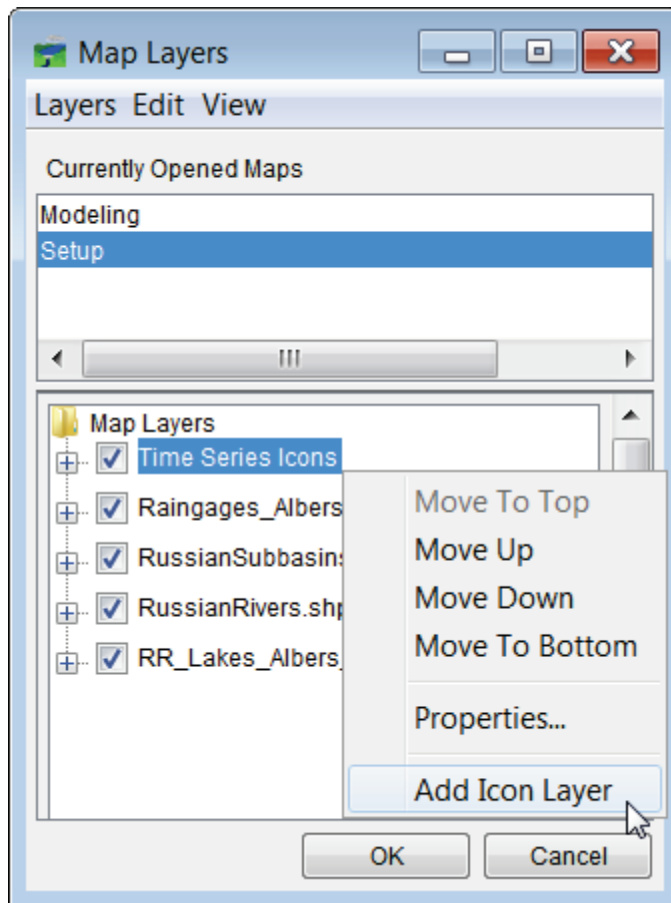 Map Layers
Layers Edit View
Currently Opened Maps
Modeling
Setup
Map Layers
Time Series Icons
Raingages_Albers
RussianSubbasins
RussianRivers.shp
RR_Lakes_Albers_
Move To Top
Move Up
Move Down
Move To Bottom
Properties...
Add Icon Layer
OK Cancel